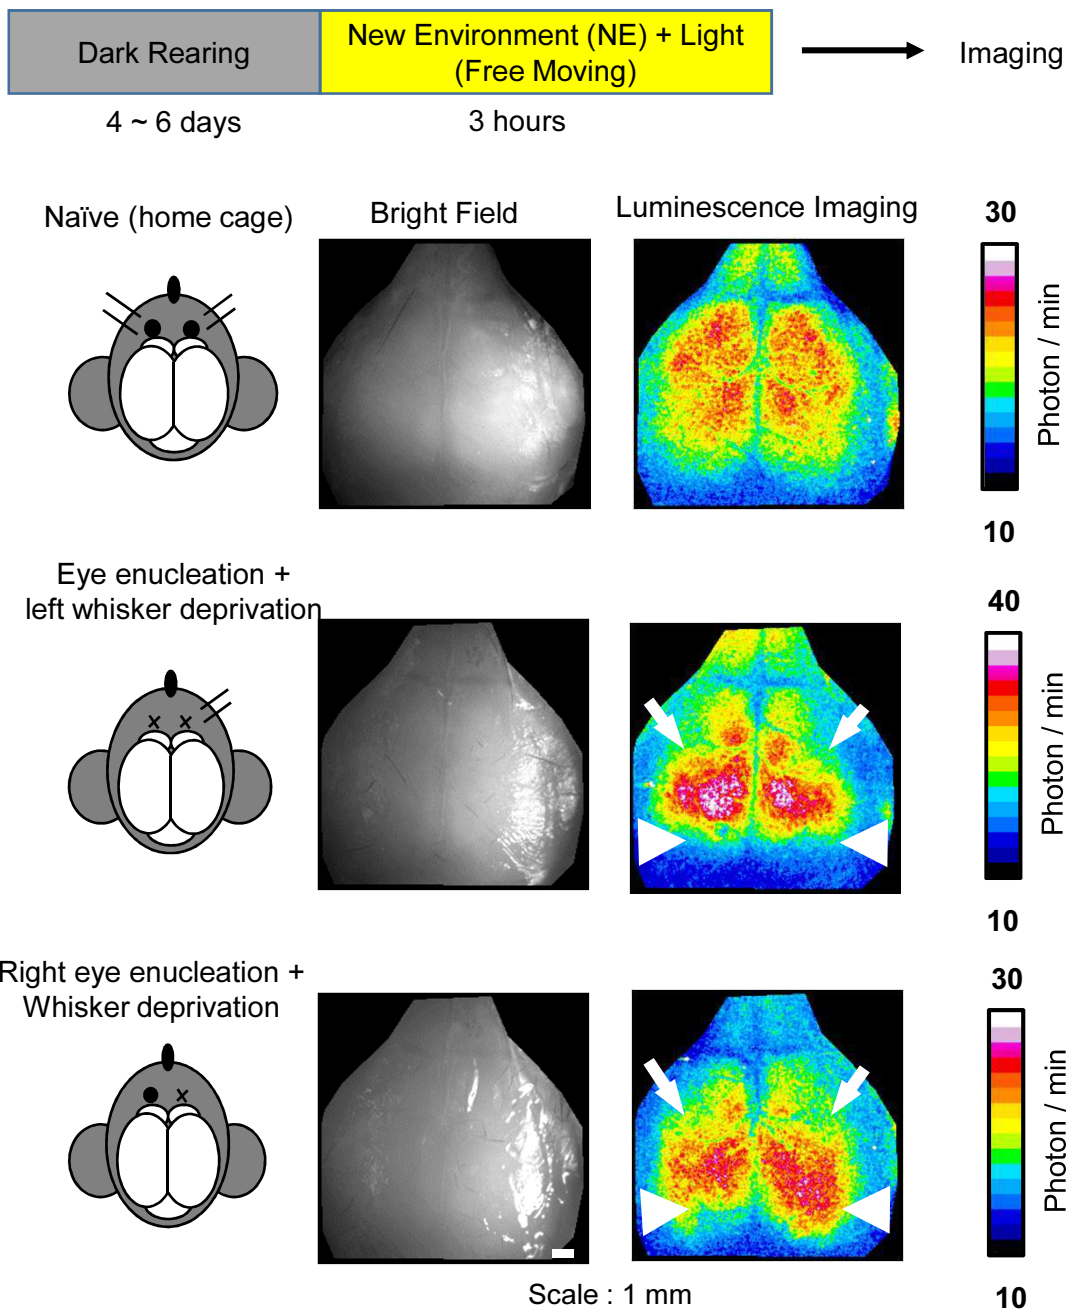 Dark Rearing
New Environment (NE) + Light
(Free Moving)
Imaging
4 ~ 6 days
3 hours
Naïve (home cage)
Bright Field
Luminescence Imaging
30
Photon / min
10
Eye enucleation +
left whisker deprivation
40
Photon / min
10
Right eye enucleation +
Whisker deprivation
30
Photon / min
10
Scale : 1 mm